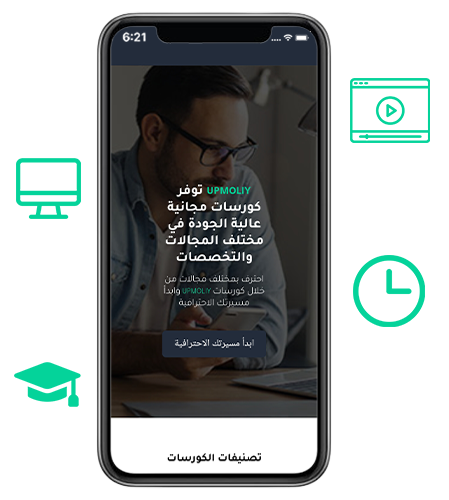 6:21
UPMOLIY توفر
كورسات مجانية
عالية الجودة في
مختلف المجالات
والتخصصات
احترف بمختلف مجالات من
خلال كورسات UPMOLIY وابدأ
مسيرتك الاحترافية
ابدأ مسيرتك الاحترافية
تصنيفات الكورسات